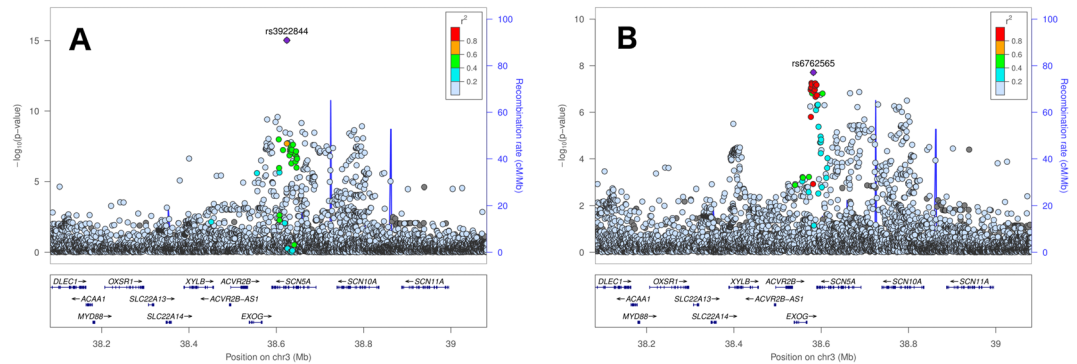 A
rs3922844
r²
0.8
0.6
0.4
0.2
−log₁₀(p−value)
15
10
5
0
Recombination rate (cM/Mb)
100
80
60
40
20
0
DLEC1→ OXSR1→ XYLB→ ACVR2B→ ←SCN5A ←SCN10A ←SCN11A
←ACAA1 SLC22A13→ ←ACVR2B−AS1
MYD88→ SLC22A14→ EXOG→
38.2 38.4 38.6 38.8 39
Position on chr3 (Mb)
B
rs6762565
r²
0.8
0.6
0.4
0.2
−log₁₀(p−value)
10
8
6
4
2
0
Recombination rate (cM/Mb)
100
80
60
40
20
0
DLEC1→ OXSR1→ XYLB→ ACVR2B→ ←SCN5A ←SCN10A ←SCN11A
←ACAA1 SLC22A13→ ←ACVR2B−AS1
MYD88→ SLC22A14→ EXOG→
38.2 38.4 38.6 38.8 39
Position on chr3 (Mb)